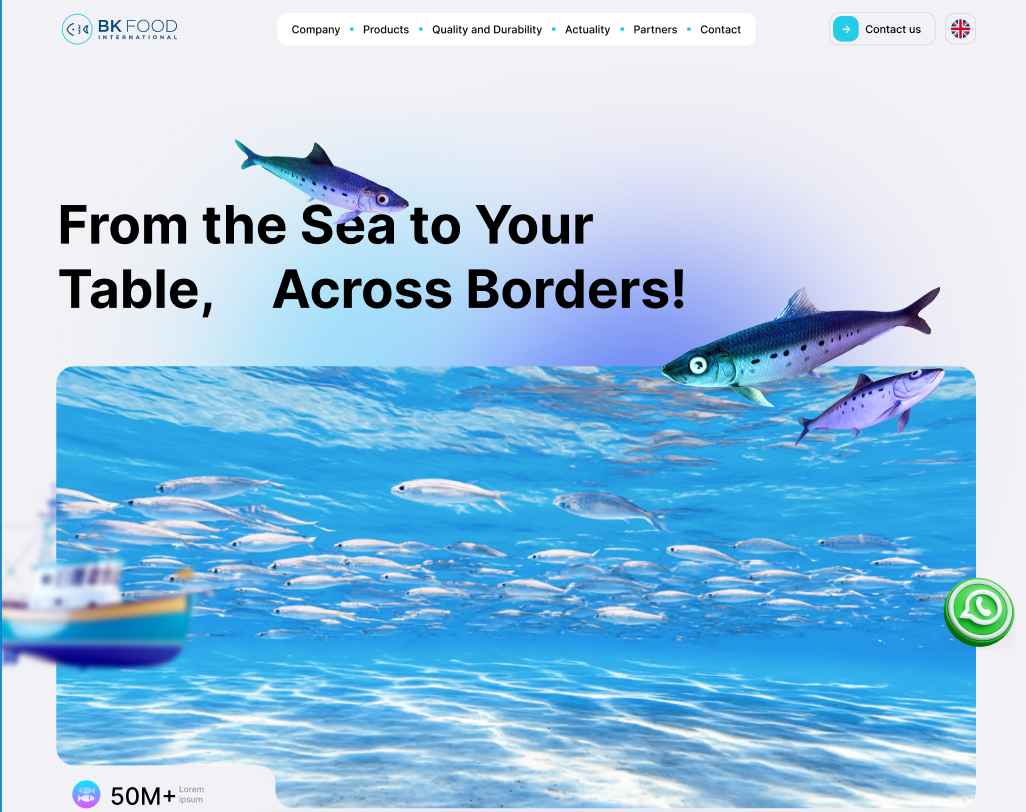 BK FOOD
INTERNATIONAL
Company
Products
Quality and Durability
Actuality
Partners
Contact
Contact us
From the Sea to Your
Table, Across Borders!
50M+
Lorem
ipsum